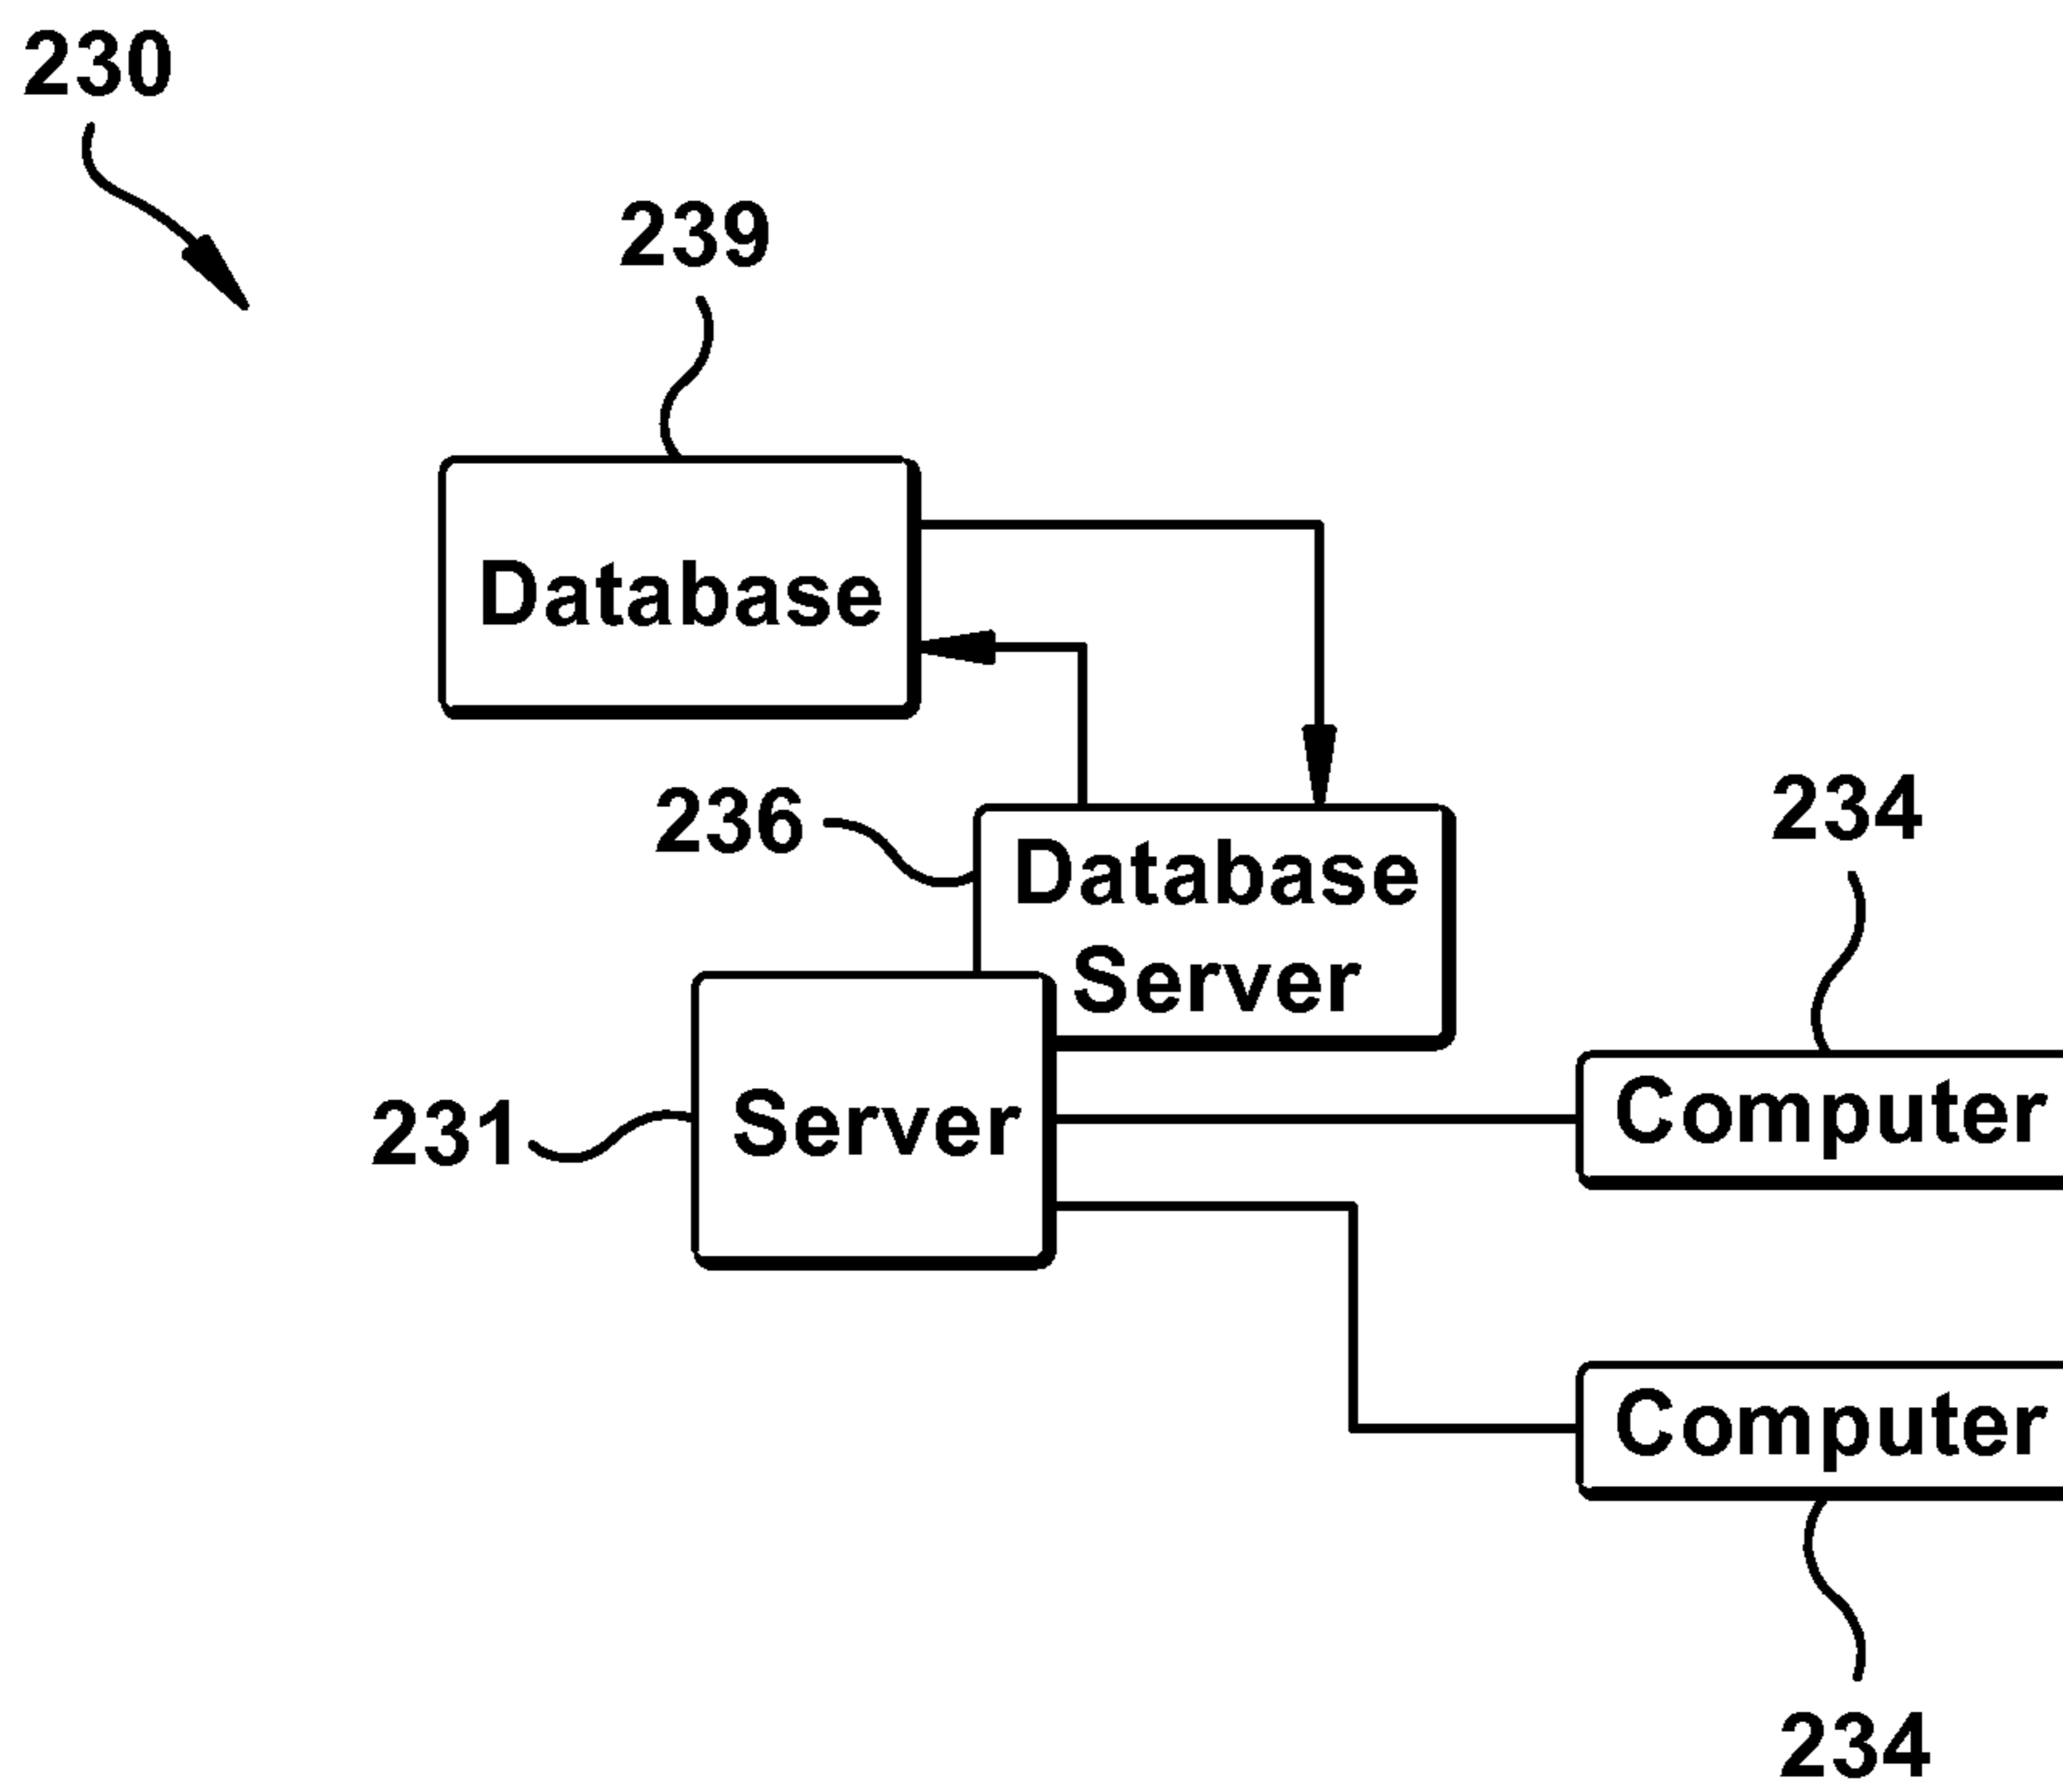 230
239
Database
236
Database
Server
234
231
Server
Computer
Computer
234